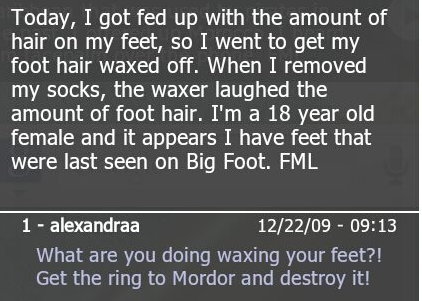 Today, I got fed up with the amount of
hair on my feet, so I went to get my
foot hair waxed off. When I removed
my socks, the waxer laughed the
amount of foot hair. I'm a 18 year old
female and it appears I have feet that
were last seen on Big Foot. FML
1 - alexandraa 12/22/09 - 09:13
What are you doing waxing your feet?!
Get the ring to Mordor and destroy it!